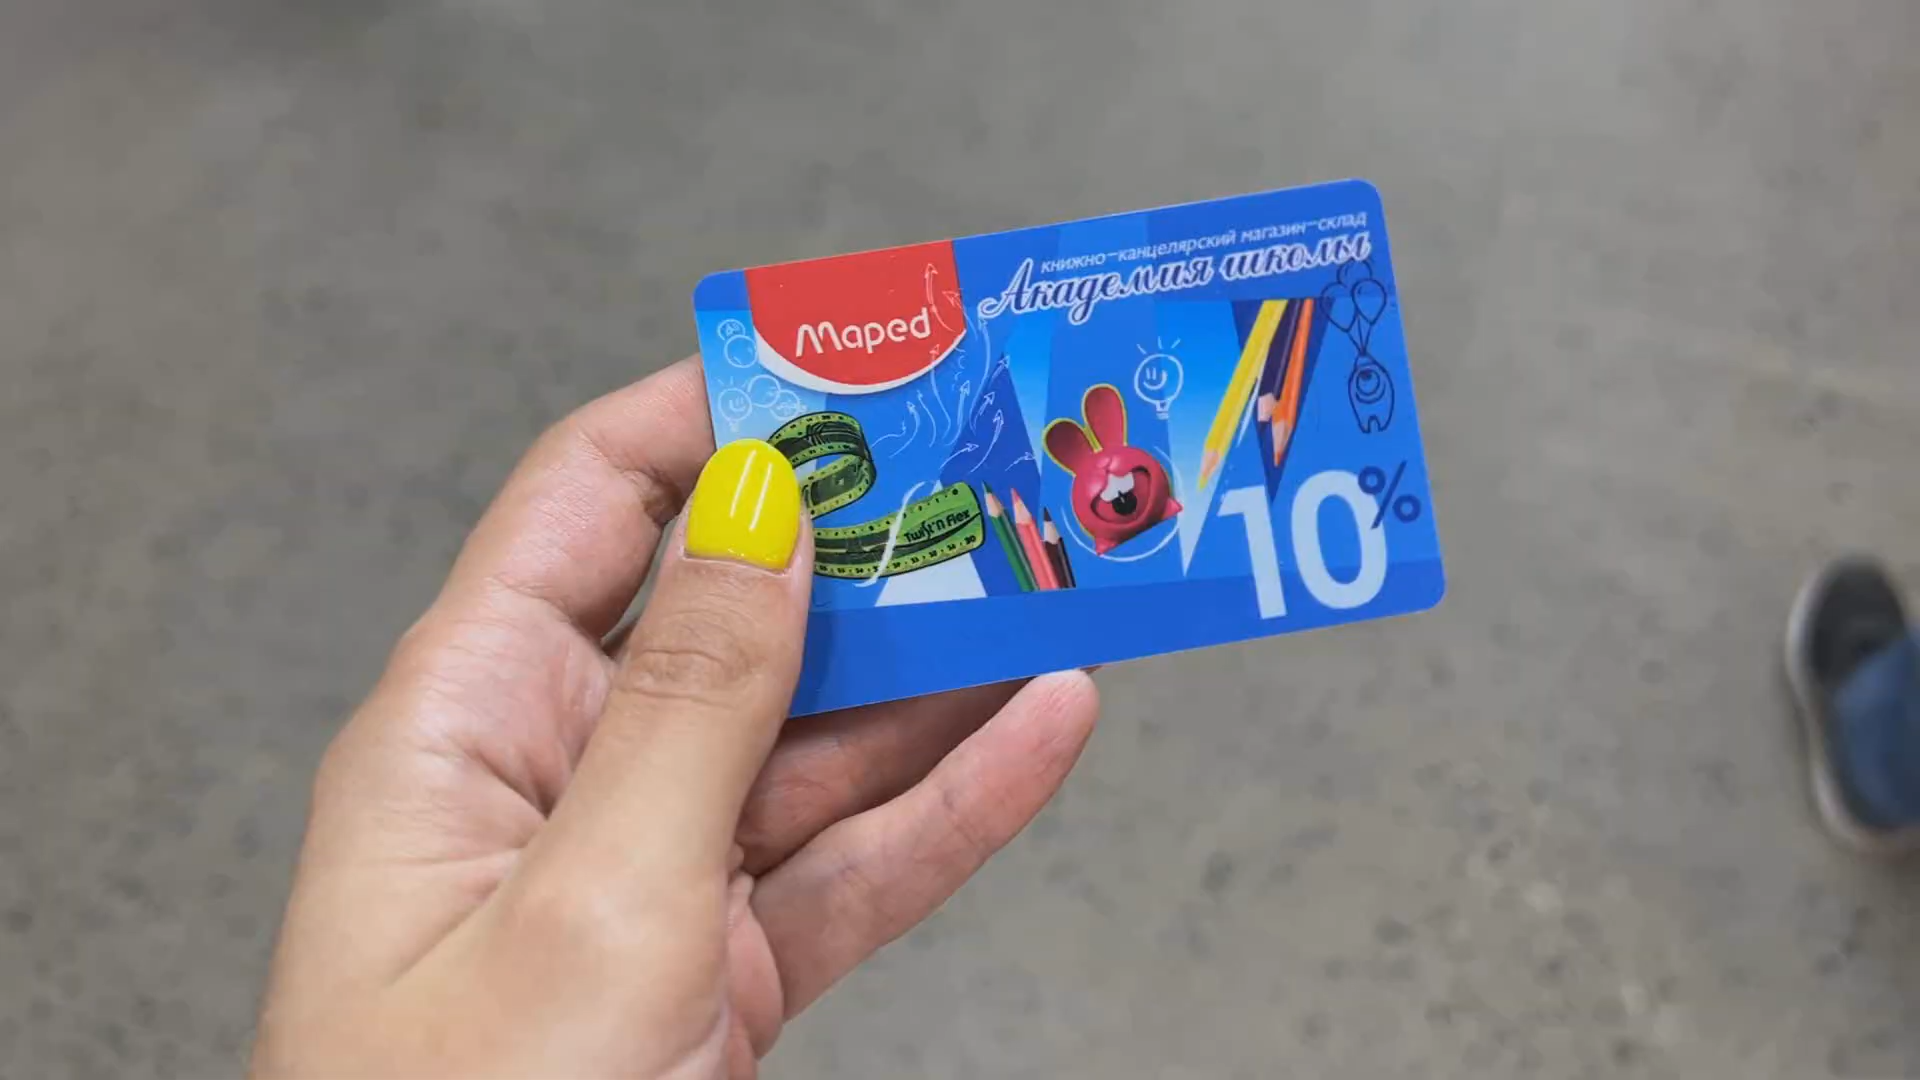 Maped
книжно-канцелярский магазин-склад
Академия школы
Twist'n Flex
10%